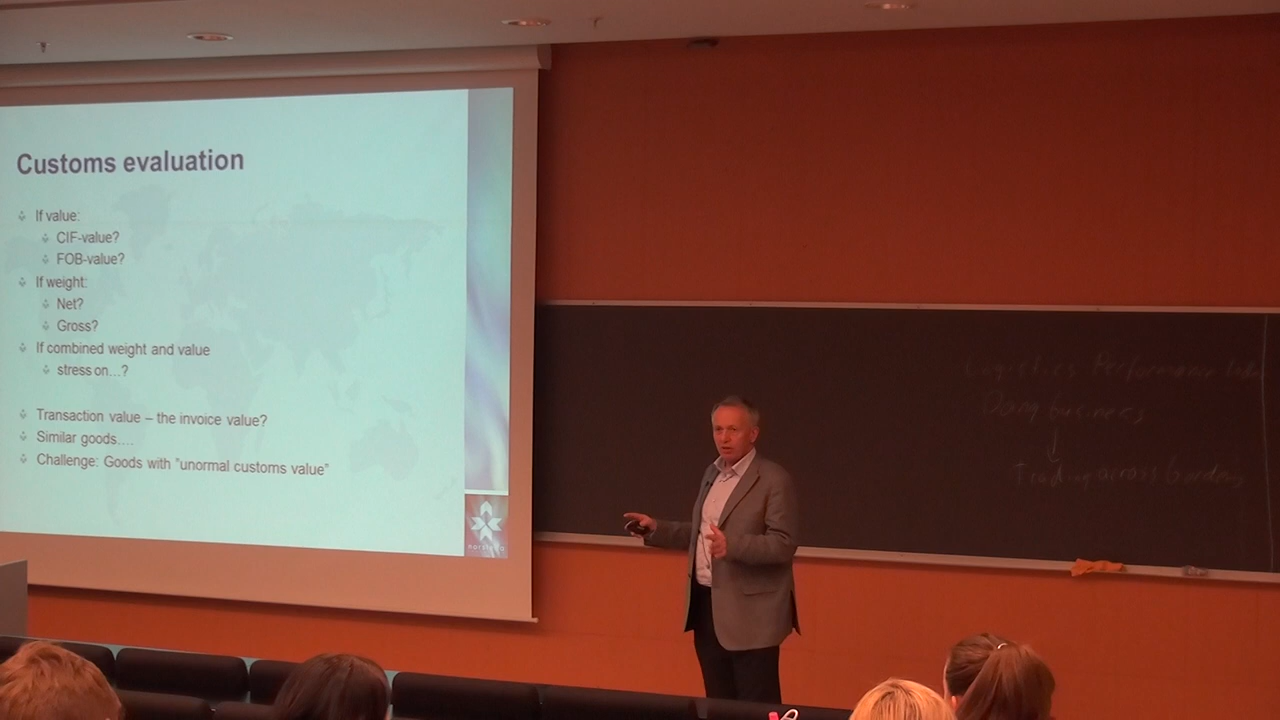 Customs evaluation
If value:
CIF-value?
FOB-value?
If weight:
Net?
Gross?
If combined weight and value
stress on...?
Transaction value – the invoice value?
Similar goods....
Challenge: Goods with "unormal customs value"
Logistics Performance
Doing business
↓
Trading across borders